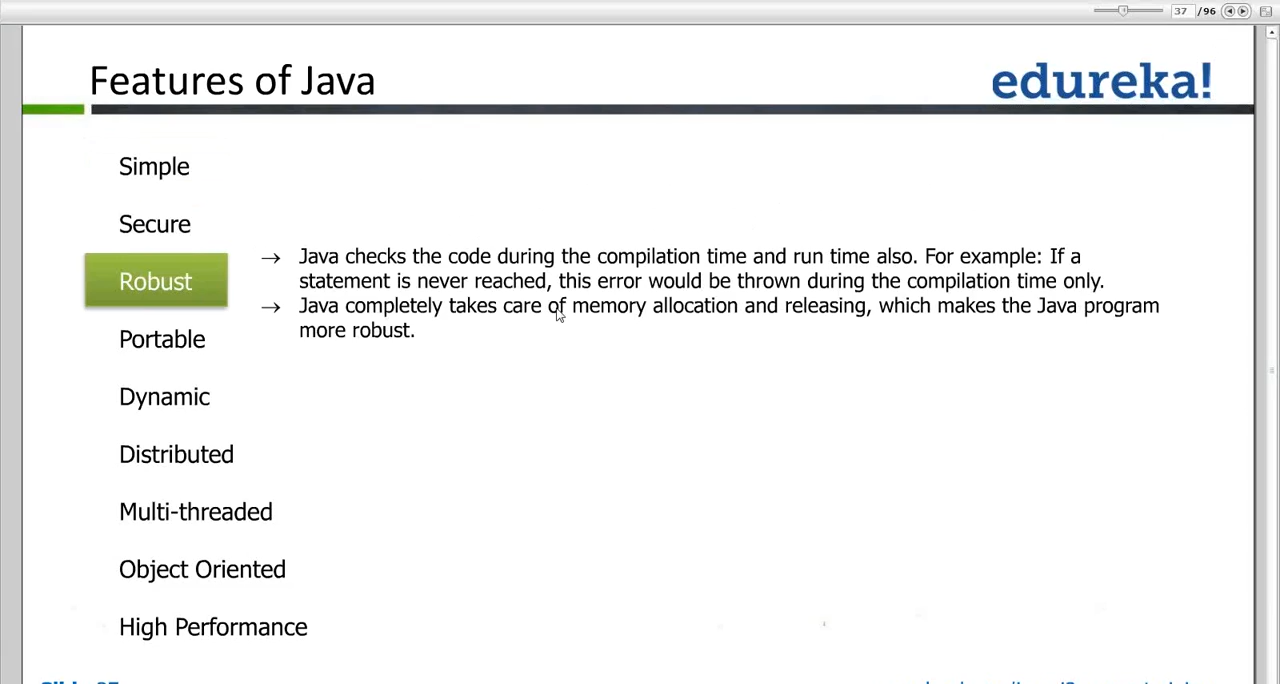 37 /96
Features of Java
edureka!
Simple
Secure
Robust
→ Java checks the code during the compilation time and run time also. For example: If a
statement is never reached, this error would be thrown during the compilation time only.
→ Java completely takes care of memory allocation and releasing, which makes the Java program
more robust.
Portable
Dynamic
Distributed
Multi-threaded
Object Oriented
High Performance